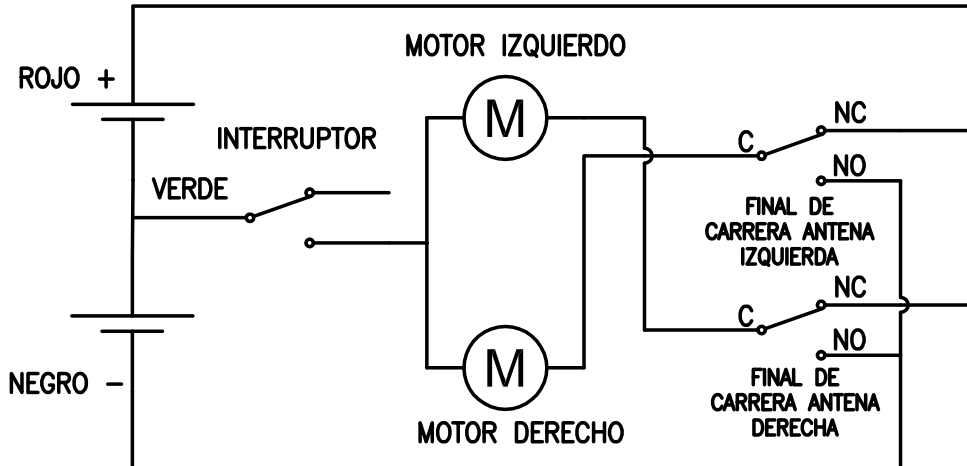 MOTOR IZQUIERDO
ROJO +
M
NC
INTERRUPTOR
C
NO
VERDE
FINAL DE
CARRERA ANTENA
IZQUIERDA
NC
C
NO
M
NEGRO -
FINAL DE
CARRERA ANTENA
DERECHA
MOTOR DERECHO